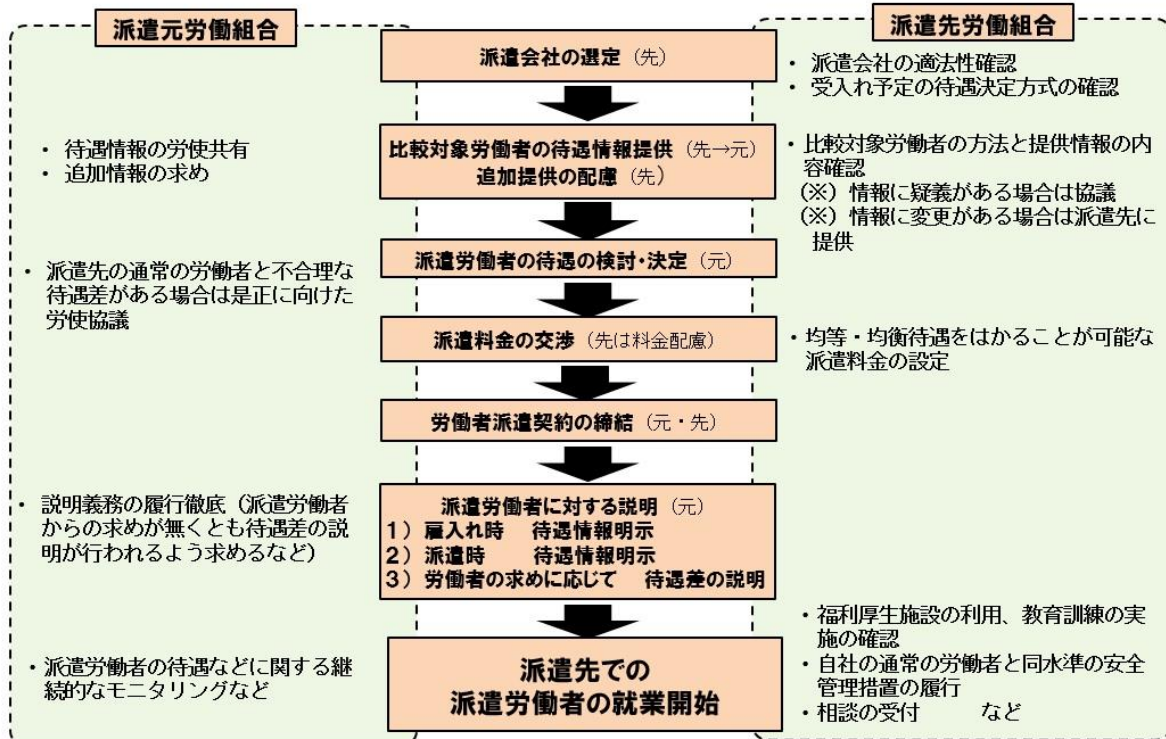 派遣元労働組合
・ 待遇情報の労使共有
・ 追加情報の求め
・ 派遣先の通常の労働者と不合理な
待遇差がある場合は是正に向けた
労使協議
・ 説明義務の履行徹底（派遣労働者
からの求めが無くとも待遇差の説
明が行われるよう求めるなど）
・派遣労働者の待遇などに関する継
続的なモニタリングなど
派遣会社の選定（先）
比較対象労働者の待遇情報提供（先→元）
追加提供の配慮（先）
派遣労働者の待遇の検討・決定（元）
派遣料金の交渉（先は料金配慮）
労働者派遣契約の締結（元・先）
派遣労働者に対する説明（元）
１）雇入れ時　待遇情報明示
２）派遣時　　待遇情報明示
３）労働者の求めに応じて　待遇差の説明
派遣先での
派遣労働者の就業開始
派遣先労働組合
・ 派遣会社の適法性確認
・ 受入れ予定の待遇決定方式の確認
・比較対象労働者の方法と提供情報の内
容確認
（※）情報に疑義がある場合は協議
（※）情報に変更がある場合は派遣先に
提供
・均等・均衡待遇をはかることが可能な
派遣料金の設定
・福利厚生施設の利用、教育訓練の実
施の確認
・自社の通常の労働者と同水準の安全
管理措置の履行
・相談の受付　　　など